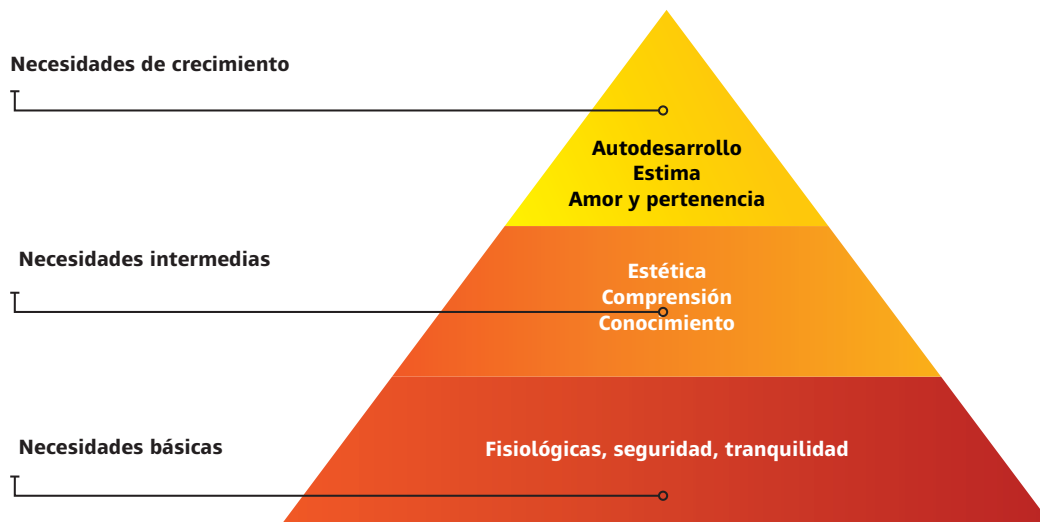 Necesidades de crecimiento
Autodesarrollo
Estima
Amor y pertenencia
Necesidades intermedias
Estética
Comprensión
Conocimiento
Necesidades básicas
Fisiológicas, seguridad, tranquilidad